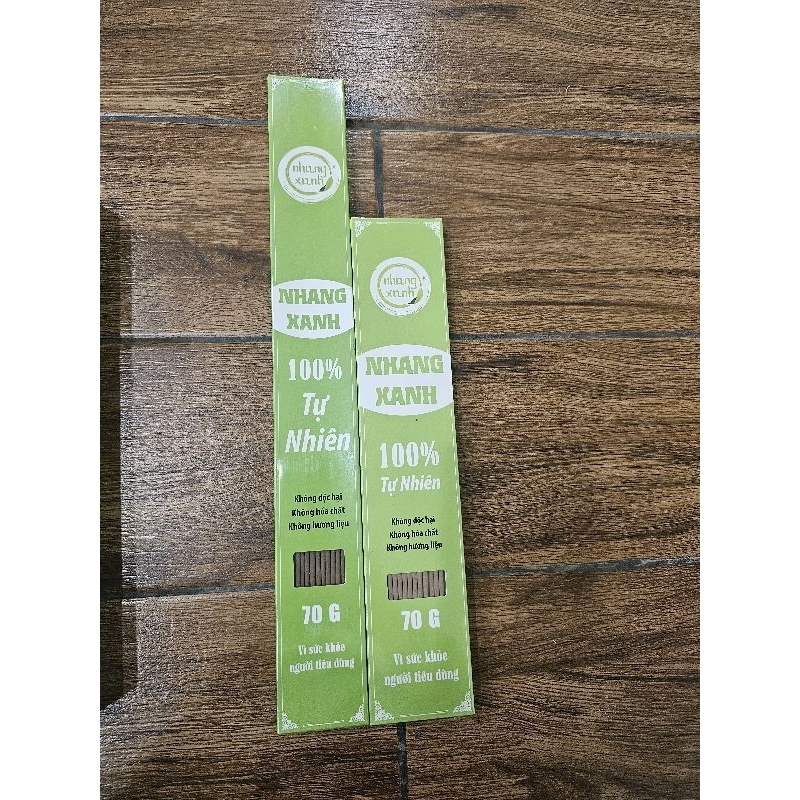 nhang
xanh
NHANG
XANH
100%
Tự
Nhiên
Không độc hại
Không hóa chất
Không hương liệu
70 G
Vì sức khỏe
người tiêu dùng
nhang
xanh
NHANG
XANH
100%
Tự Nhiên
Không độc hại
Không hóa chất
Không hương liệu
70 G
Vì sức khỏe
người tiêu dùng